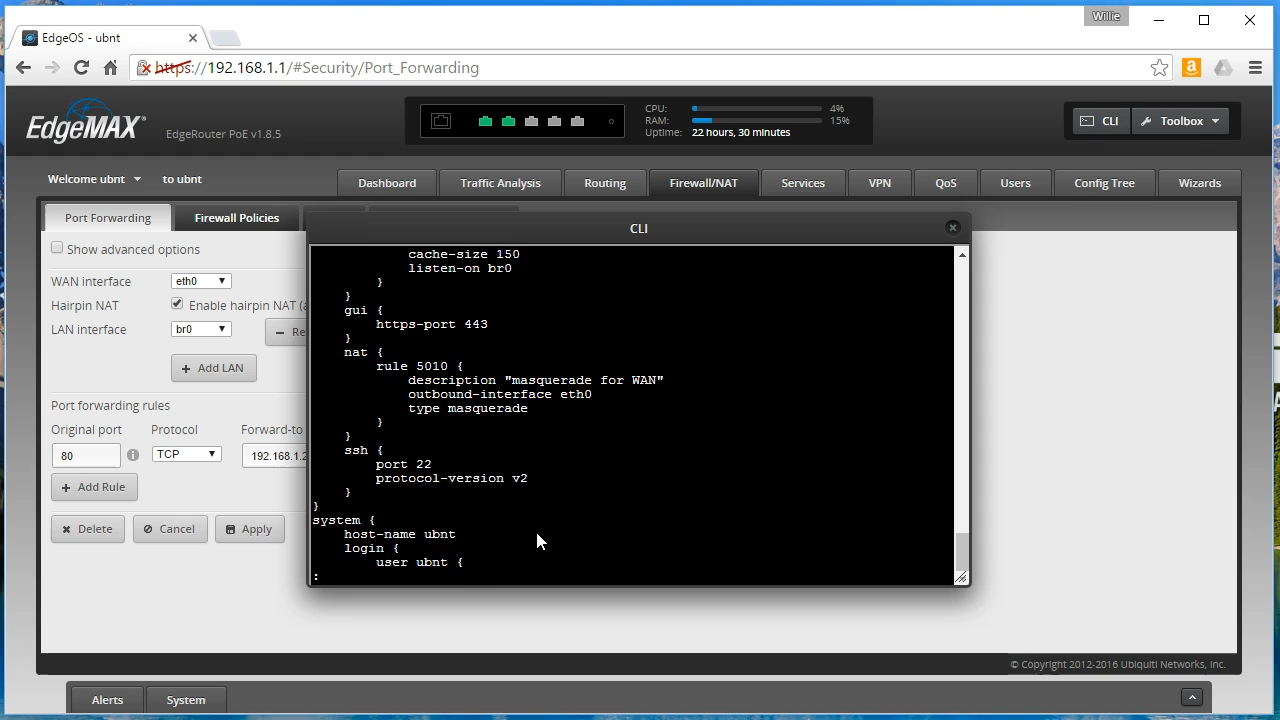 Willie
EdgeOS - ubnt
https://192.168.1.1/#Security/Port_Forwarding
EdgeMAX
EdgeRouter PoE v1.8.5
CPU: 4%
RAM: 15%
Uptime: 22 hours, 30 minutes
CLI
Toolbox
Welcome ubnt to ubnt
Dashboard
Traffic Analysis
Routing
Firewall/NAT
Services
VPN
QoS
Users
Config Tree
Wizards
Port Forwarding
Firewall Policies
Show advanced options
WAN interface eth0
Hairpin NAT Enable hairpin NAT (a
LAN interface br0
Re
+ Add LAN
Port forwarding rules
Original port Protocol Forward-to
80 TCP 192.168.1.2
+ Add Rule
Delete Cancel Apply
CLI
cache-size 150
listen-on br0
}
}
gui {
https-port 443
}
nat {
rule 5010 {
description "masquerade for WAN"
outbound-interface eth0
type masquerade
}
}
ssh {
port 22
protocol-version v2
}
}
system {
host-name ubnt
login {
user ubnt {
:
© Copyright 2012-2016 Ubiquiti Networks, Inc.
Alerts
System